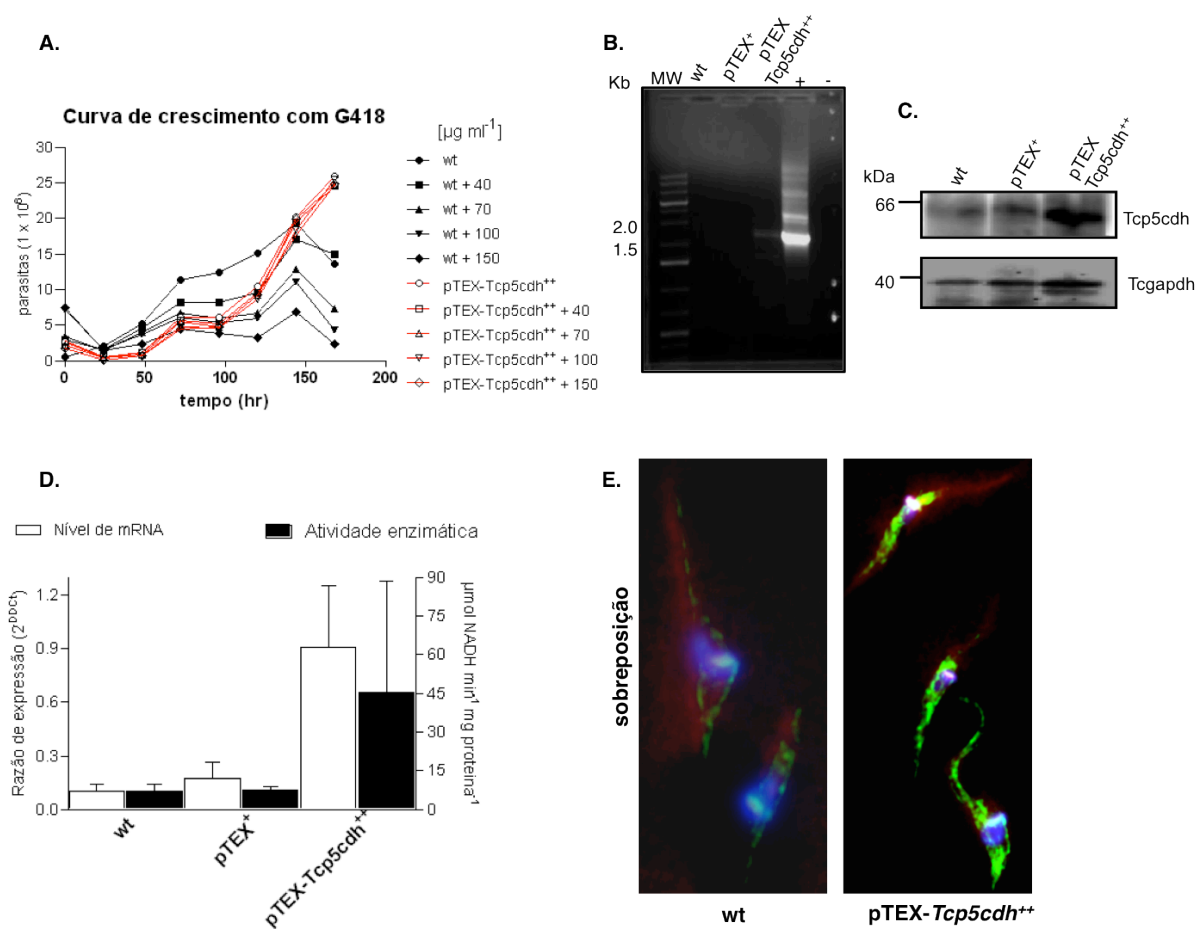 A.
Curva de crescimento com G418
[µg ml-1]
parasitas (1 x 10⁶)
30
25
20
15
10
5
0
0
50
100
150
200
tempo (hr)
wt
wt + 40
wt + 70
wt + 100
wt + 150
pTEX-Tcp5cdh⁺⁺
pTEX-Tcp5cdh⁺⁺ + 40
pTEX-Tcp5cdh⁺⁺ + 70
pTEX-Tcp5cdh⁺⁺ + 100
pTEX-Tcp5cdh⁺⁺ + 150
B.
Kb
MW
wt
pTEX⁺
pTEX
Tcp5cdh⁺⁺
+
-
2.0
1.5
C.
kDa
wt
pTEX⁺
pTEX
Tcp5cdh⁺⁺
66
Tcp5cdh
40
Tcgapdh
D.
Nível de mRNA
Atividade enzimática
Razão de expressão (2^DDCt)
1.2
0.9
0.6
0.3
0.0
90
75
60
45
30
15
0
µmol NADH min⁻¹ mg proteina⁻¹
wt
pTEX⁺
pTEX-Tcp5cdh⁺⁺
E.
sobreposição
wt
pTEX-Tcp5cdh⁺⁺